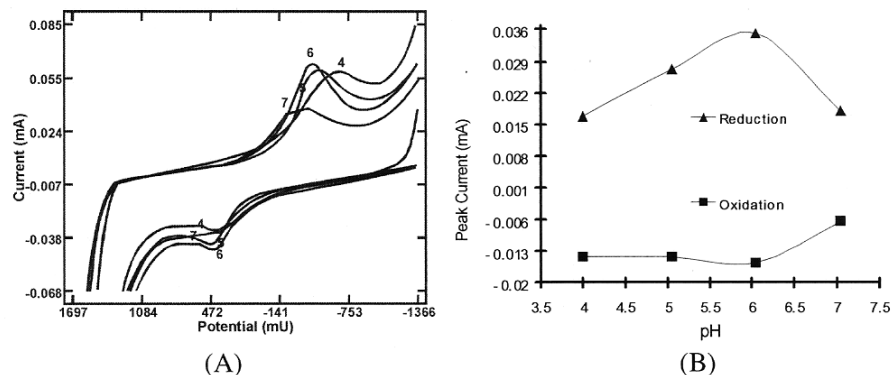 0.085
0.055
0.024
-0.007
-0.038
-0.068
Current (mA)
6
4
5
7
4
7
5
6
1697 1084 472 -141 -753 -1366
Potential (mU)
(A)
0.036
0.029
0.022
0.015
0.008
0.001
-0.006
-0.013
-0.02
Peak Current (mA)
Reduction
Oxidation
3.5 4 4.5 5 5.5 6 6.5 7 7.5
pH
(B)